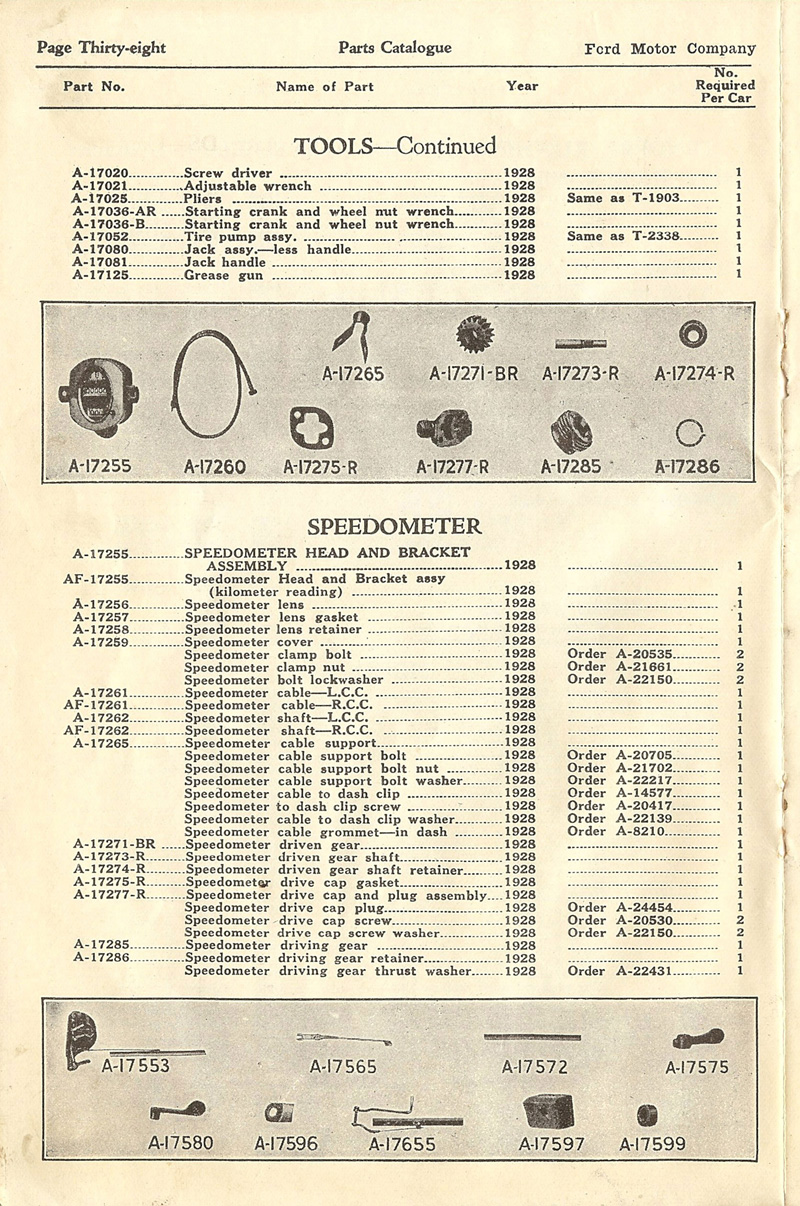 Page Thirty-eight Parts Catalogue Ford Motor Company
Part No. Name of Part Year No. Required Per Car
TOOLS—Continued
A-17020 Screw driver 1928 1
A-17021 Adjustable wrench 1928 1
A-17025 Pliers 1928 Same as T-1903 1
A-17036-AR Starting crank and wheel nut wrench 1928 1
A-17036-B Starting crank and wheel nut wrench 1928 1
A-17052 Tire pump assy. 1928 Same as T-2338 1
A-17080 Jack assy.—less handle 1928 1
A-17081 Jack handle 1928 1
A-17125 Grease gun 1928 1
A-17265 A-17271-BR A-17273-R A-17274-R
A-17255 A-17260 A-17275-R A-17277-R A-17285 A-17286
SPEEDOMETER
A-17255 SPEEDOMETER HEAD AND BRACKET
ASSEMBLY 1928 1
AF-17255 Speedometer Head and Bracket assy
(kilometer reading) 1928 1
A-17256 Speedometer lens 1928 1
A-17257 Speedometer lens gasket 1928 1
A-17258 Speedometer lens retainer 1928 1
A-17259 Speedometer cover 1928 1
Speedometer clamp bolt 1928 Order A-20535 2
Speedometer clamp nut 1928 Order A-21661 2
Speedometer bolt lockwasher 1928 Order A-22150 2
A-17261 Speedometer cable—L.C.C. 1928 1
AF-17261 Speedometer cable—R.C.C. 1928 1
A-17262 Speedometer shaft—L.C.C. 1928 1
AF-17262 Speedometer shaft—R.C.C. 1928 1
A-17265 Speedometer cable support 1928 1
Speedometer cable support bolt 1928 Order A-20705 1
Speedometer cable support bolt nut 1928 Order A-21702 1
Speedometer cable support bolt washer 1928 Order A-22217 1
Speedometer cable to dash clip 1928 Order A-14577 1
Speedometer to dash clip screw 1928 Order A-20417 1
Speedometer cable to dash clip washer 1928 Order A-22139 1
Speedometer cable grommet—in dash 1928 Order A-8210 1
A-17271-BR Speedometer driven gear 1928 1
A-17273-R Speedometer driven gear shaft 1928 1
A-17274-R Speedometer driven gear shaft retainer 1928 1
A-17275-R Speedometer drive cap gasket 1928 1
A-17277-R Speedometer drive cap and plug assembly 1928 1
Speedometer drive cap plug 1928 Order A-24454 1
Speedometer drive cap screw 1928 Order A-20530 2
Speedometer drive cap screw washer 1928 Order A-22150 2
A-17285 Speedometer driving gear 1928 1
A-17286 Speedometer driving gear retainer 1928 1
Speedometer driving gear thrust washer 1928 Order A-22431 1
A-17553 A-17565 A-17572 A-17575
A-17580 A-17596 A-17655 A-17597 A-17599